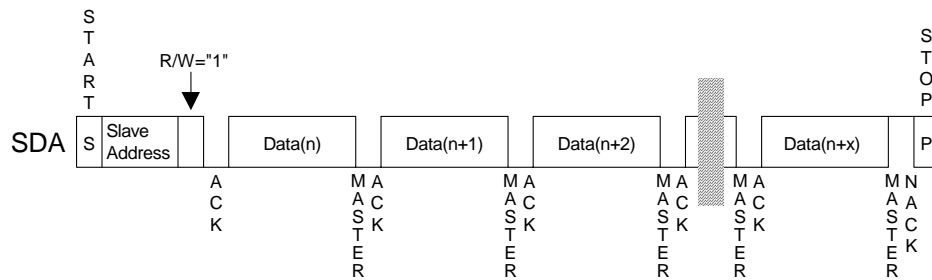 START
STOP
R/W="1"
SDA
S
Slave
Address
Data(n)
Data(n+1)
Data(n+2)
Data(n+x)
P
ACK
MASTER
ACK
MASTER
ACK
MASTER
ACK
MASTER
ACK
MASTER
NACK